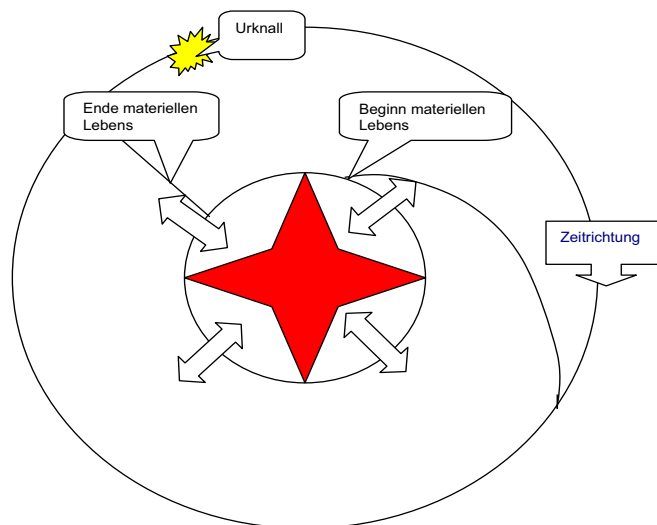 Urknall
Ende materiellen
Lebens
Beginn materiellen
Lebens
Zeitrichtung